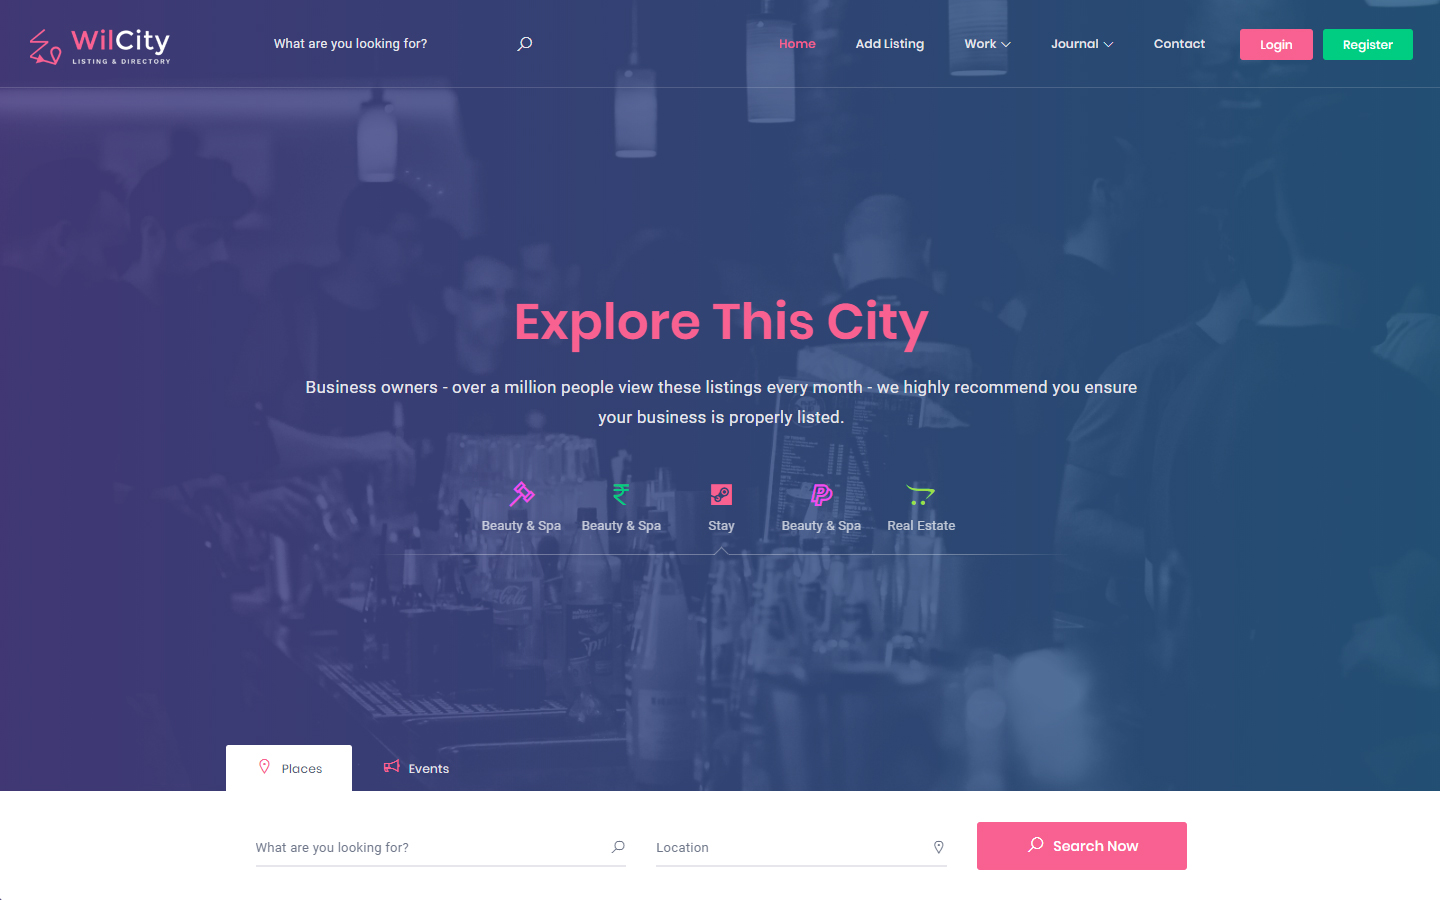 WilCity
LISTING & DIRECTORY
What are you looking for?
Home
Add Listing
Work
Journal
Contact
Login
Register
Explore This City
Business owners - over a million people view these listings every month - we highly recommend you ensure
your business is properly listed.
Beauty & Spa
Beauty & Spa
Stay
Beauty & Spa
Real Estate
Places
Events
What are you looking for?
Location
Search Now